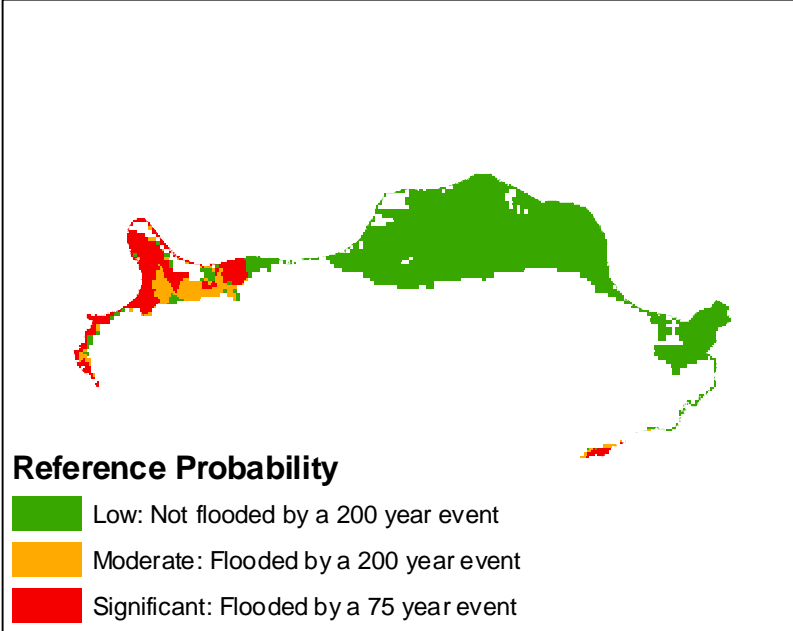 Reference Probability
Low: Not flooded by a 200 year event
Moderate: Flooded by a 200 year event
Significant: Flooded by a 75 year event